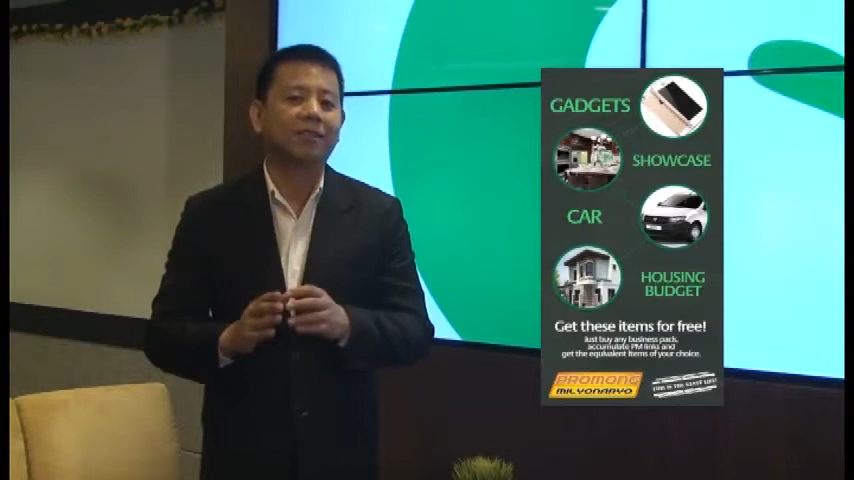 GADGETS
SHOWCASE
CAR
HOUSING
BUDGET
Get these items for free!
Just buy any business pack,
accumulate PM links and
get the equivalent items of your choice.
PROMONG
MILYONARYO